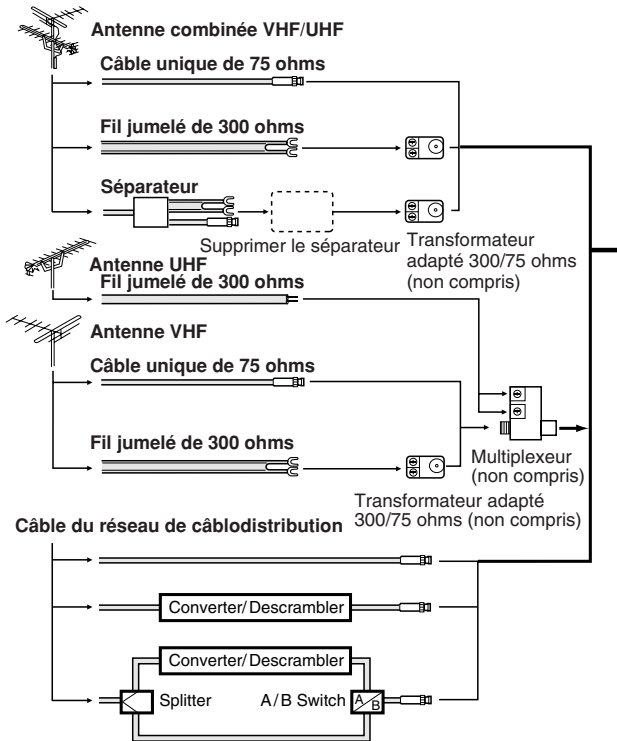 Antenne combinée VHF/UHF
Câble unique de 75 ohms
Fil jumelé de 300 ohms
Séparateur
Supprimer le séparateur
Transformateur
adapté 300/75 ohms
(non compris)
Antenne UHF
Fil jumelé de 300 ohms
Antenne VHF
Câble unique de 75 ohms
Fil jumelé de 300 ohms
Multiplexeur
(non compris)
Transformateur adapté
300/75 ohms (non compris)
Câble du réseau de câblodistribution
Converter/Descrambler
Converter/Descrambler
Splitter
A/B Switch
A
B